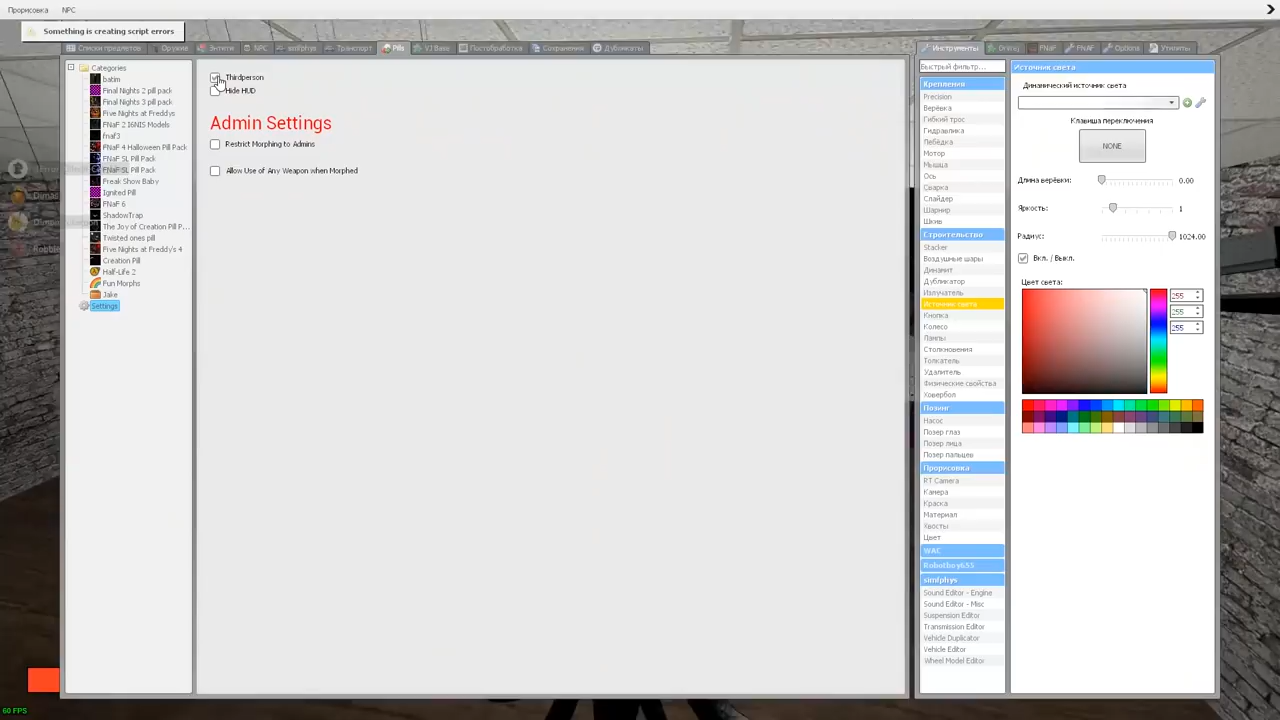 Прорисовка NPC
Something is creating script errors
Списки предметов Оружие Энтити NPC simfphys Транспорт Pills VJ Base Постобработка Сохранения Дубликаты
Categories
batim
Final Nights 2 pill pack
Final Nights 3 pill pack
Five Nights at Freddys
FNaF 2 IGNIS Models
fnaf3
FNaF 4 Halloween Pill Pack
FNaF SL Pill Pack
FNaF SL Pill Pack
Freak Show Baby
Ignited Pill
FNaF 6
ShadowTrap
The Joy of Creation Pill P...
Twisted ones pill
Five Nights at Freddy's 4
Creation Pill
Half-Life 2
Fun Morphs
Jake
Settings
Thirdperson
Hide HUD
Admin Settings
Restrict Morphing to Admins
Allow Use of Any Weapon when Morphed
Инструменты FNaF FNAF Options Утилиты
Быстрый фильтр...
Крепления
Precision
Верёвка
Гибкий трос
Гидравлика
Лебёдка
Мотор
Мышца
Ось
Сварка
Слайдер
Шарнир
Шкив
Строительство
Stacker
Воздушные шары
Динамит
Дубликатор
Излучатель
Источник света
Кнопка
Колесо
Лампы
Столкновения
Толкатель
Удалитель
Физические свойства
Ховербол
Позинг
Насос
Позер глаз
Позер лица
Позер пальцев
Прорисовка
RT Camera
Камера
Краска
Материал
Хвосты
Цвет
WAC
Robotboy655
simfphys
Sound Editor - Engine
Sound Editor - Misc
Suspension Editor
Transmission Editor
Vehicle Duplicator
Vehicle Editor
Wheel Model Editor
Источник света
Динамический источник света
Клавиша переключения
NONE
Длина верёвки: 0.00
Яркость: 1
Радиус: 1024.00
Вкл. / Выкл.
Цвет света:
255
255
255
60 FPS